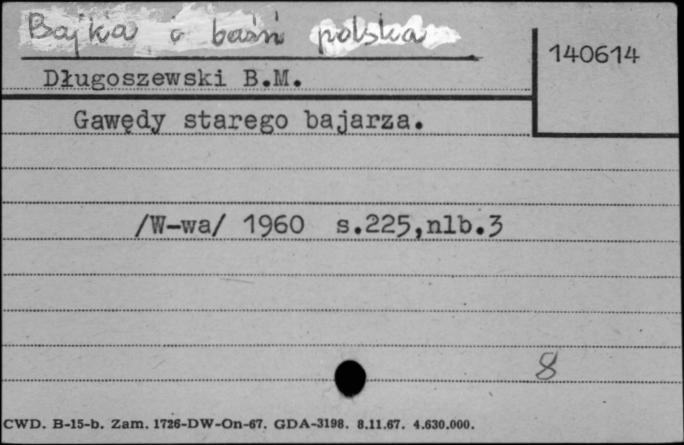 Bajka i baśń polska
140614
Długoszewski B.M.
Gawędy starego bajarza.
/W-wa/ 1960 s.225,nlb.3
8
CWD. B-15-b. Zam. 1726-DW-On-67. GDA-3198. 8.11.67. 4.630.000.